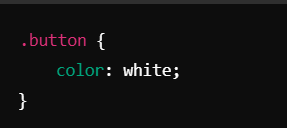 .button {
    color: white;
}